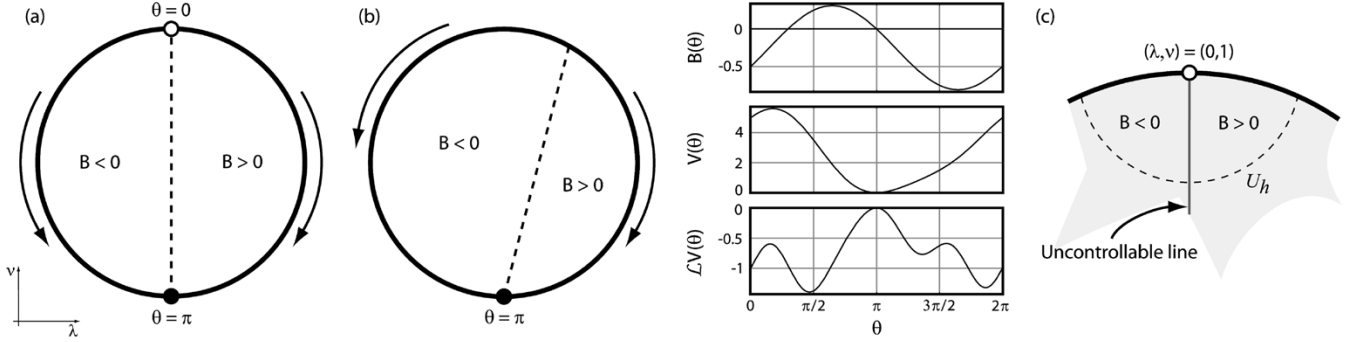 (a)
θ = 0
B < 0
B > 0
θ = π
ν
λ
(b)
B < 0
B > 0
θ = π
B(θ)
0
-0.5
V(θ)
4
2
0
ℒV(θ)
0
-0.5
-1
0
π/2
π
3π/2
2π
θ
(c)
(λ,ν) = (0,1)
B < 0
B > 0
U_h
Uncontrollable line